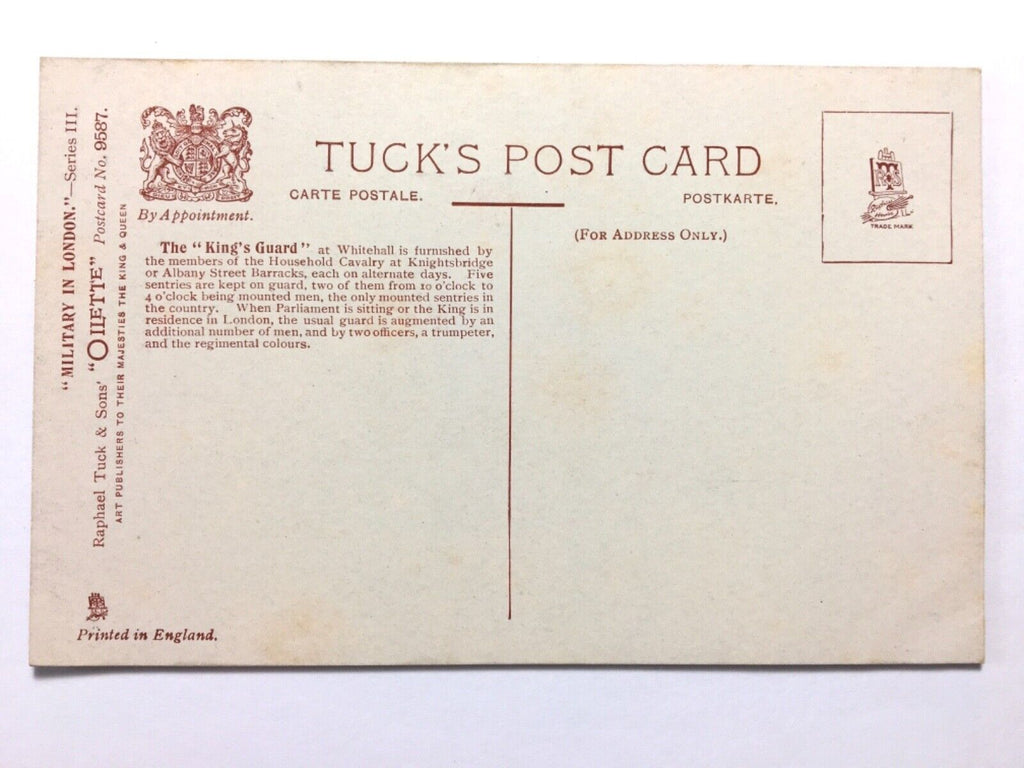 "MILITARY IN LONDON."—Series III.
Raphael Tuck & Sons' "OILETTE" Postcard No. 9587.
ART PUBLISHERS TO THEIR MAJESTIES THE KING & QUEEN
By Appointment.
TUCK'S POST CARD
CARTE POSTALE.
POSTKARTE.
(FOR ADDRESS ONLY.)
TRADE MARK
The "King's Guard" at Whitehall is furnished by
the members of the Household Cavalry at Knightsbridge
or Albany Street Barracks, each on alternate days. Five
sentries are kept on guard, two of them from 10 o'clock to
4 o'clock being mounted men, the only mounted sentries in
the country. When Parliament is sitting or the King is in
residence in London, the usual guard is augmented by an
additional number of men, and by two officers, a trumpeter,
and the regimental colours.
Printed in England.